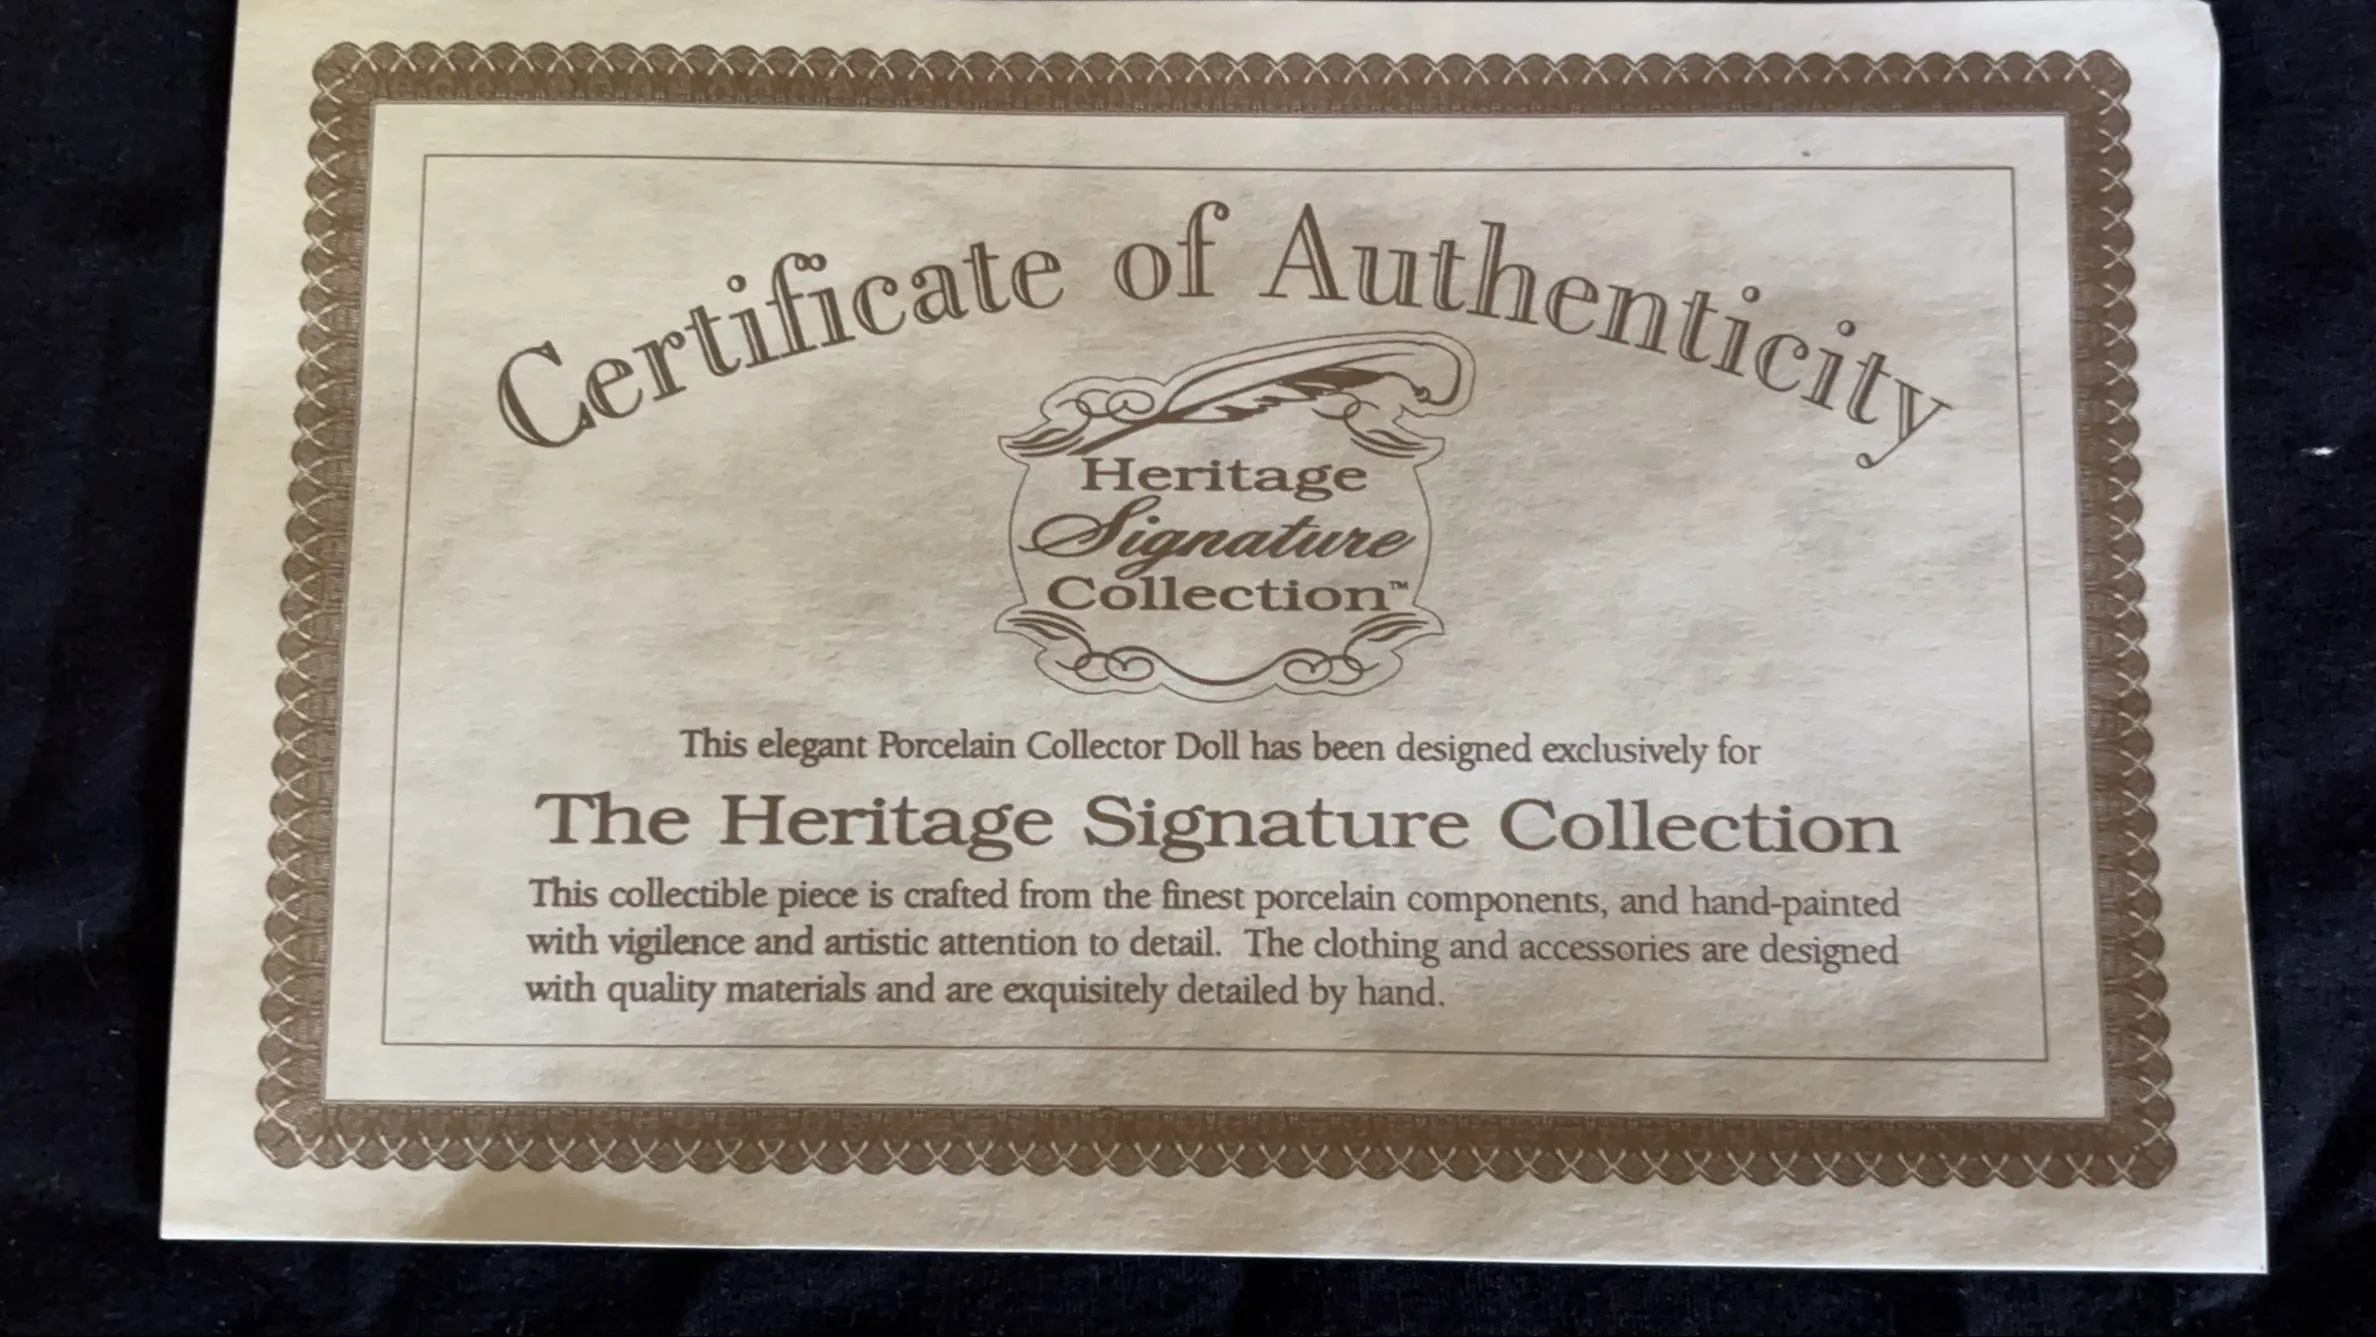 Certificate of Authenticity
Heritage
Signature
Collection™
This elegant Porcelain Collector Doll has been designed exclusively for
The Heritage Signature Collection
This collectible piece is crafted from the finest porcelain components, and hand-painted
with vigilence and artistic attention to detail.  The clothing and accessories are designed
with quality materials and are exquisitely detailed by hand.